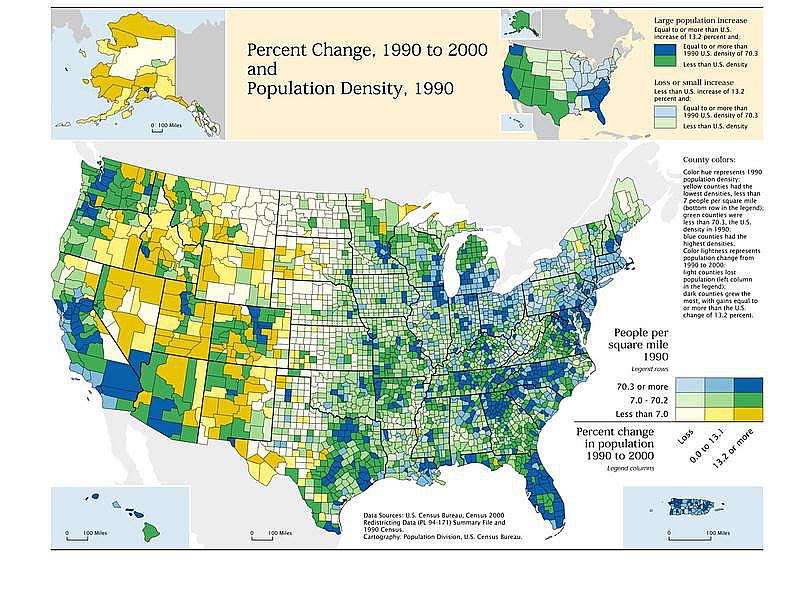 Percent Change, 1990 to 2000
and
Population Density, 1990
0 100 Miles
Large population increase
Equal to or more than U.S.
increase of 13.2 percent and:
Equal to or more than
1990 U.S. density of 70.3
Less than U.S. density
Loss or small increase
Less than U.S. increase of 13.2
percent and:
Equal to or more than
1990 U.S. density of 70.3
Less than U.S. density
County colors:
Color hue represents 1990
population density:
yellow counties had the
lowest densities, less than
7 people per square mile
(bottom row in the legend);
green counties were
less than 70.3, the U.S.
density in 1990;
blue counties had the
highest densities.
Color lightness represents
population change from
1990 to 2000:
light counties lost
population (left column
in the legend);
dark counties grew the
most, with gains equal to
or more than the U.S.
change of 13.2 percent.
People per
square mile
1990
Legend rows
70.3 or more
7.0 - 70.2
Less than 7.0
Percent change
in population
1990 to 2000
Legend columns
Loss
0.0 to 13.1
13.2 or more
Data Sources: U.S. Census Bureau, Census 2000
Redistricting Data (PL 94-171) Summary File and
1990 Census.
Cartography: Population Division, U.S. Census Bureau.
0 100 Miles
0 100 Miles
0 100 Miles